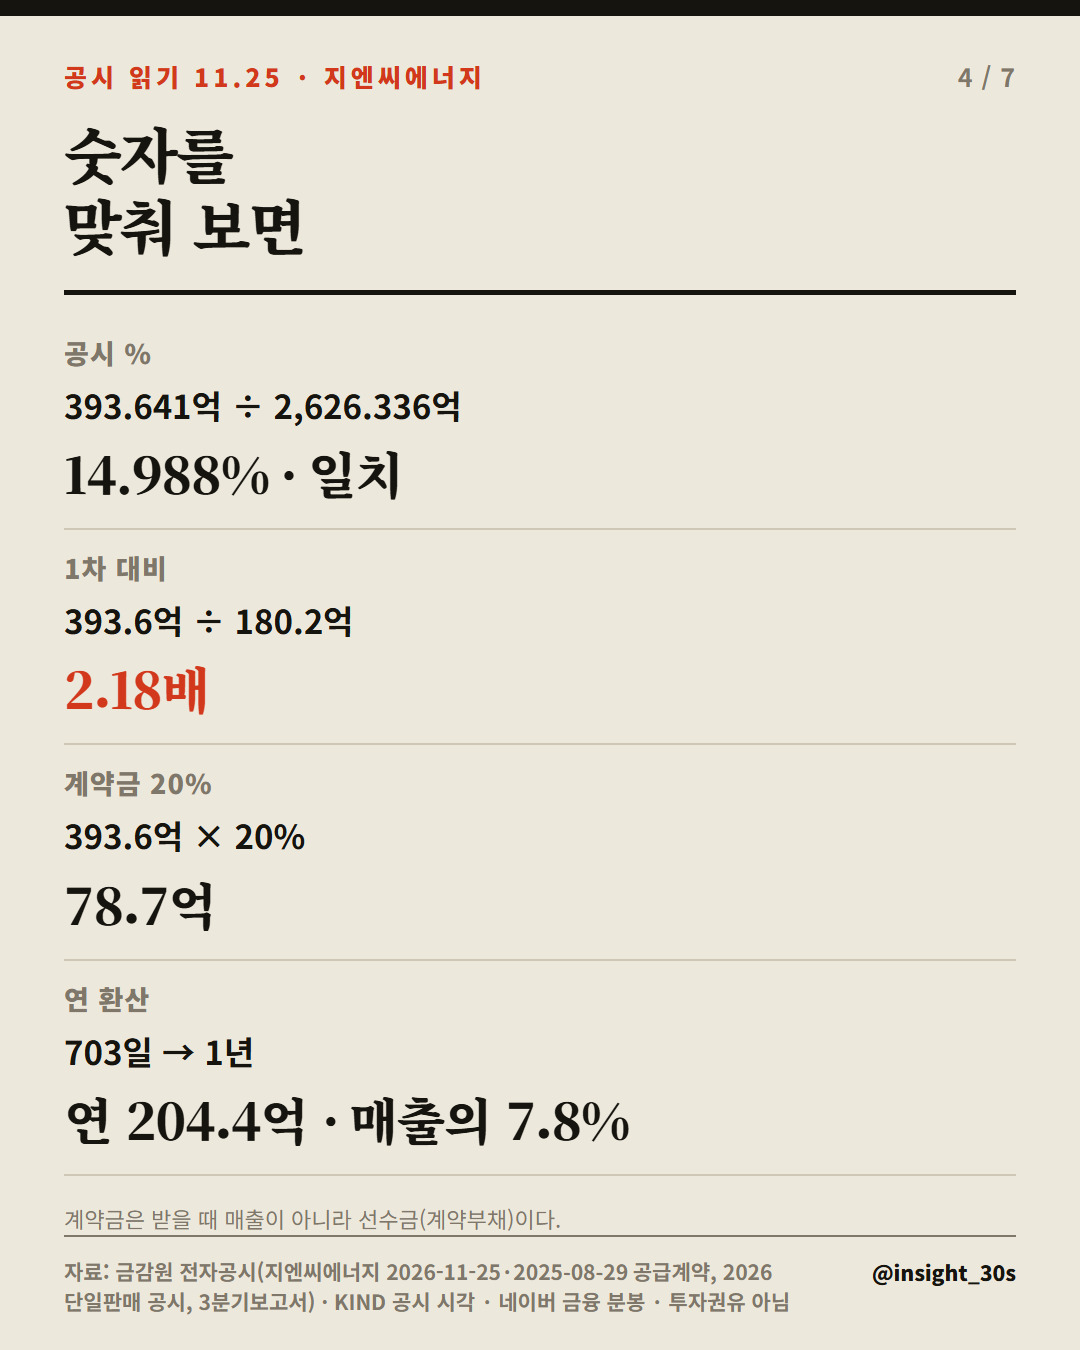 공시 읽기 11.25 · 지엔씨에너지
4 / 7
숫자를
맞춰 보면
공시 %
393.641억 ÷ 2,626.336억
14.988% · 일치
1차 대비
393.6억 ÷ 180.2억
2.18배
계약금 20%
393.6억 × 20%
78.7억
연 환산
703일 → 1년
연 204.4억 · 매출의 7.8%
계약금은 받을 때 매출이 아니라 선수금(계약부채)이다.
자료: 금감원 전자공시(지엔씨에너지 2026-11-25·2025-08-29 공급계약, 2026
단일판매 공시, 3분기보고서) · KIND 공시 시각 · 네이버 금융 분봉 · 투자권유 아님
@insight_30s